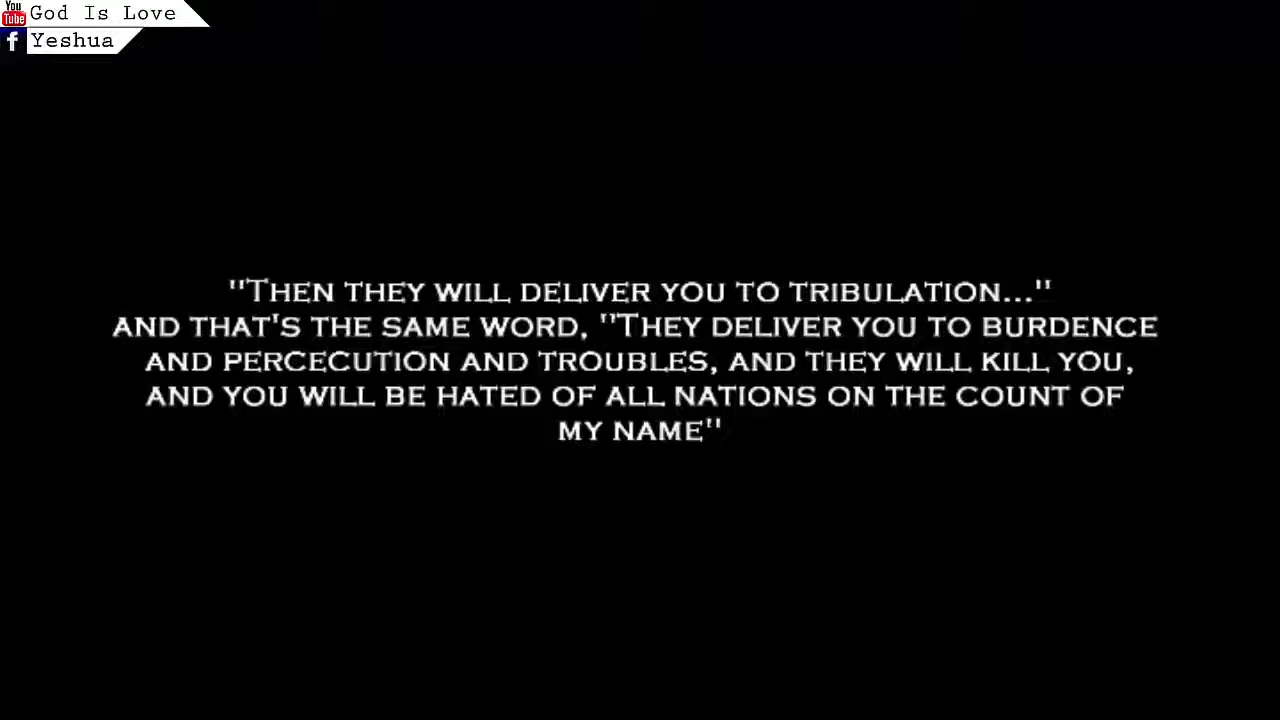 You
Tube
God Is Love
f
Yeshua
"Then they will deliver you to tribulation..."
and that's the same word, "They deliver you to burdence
and percecution and troubles, and they will kill you,
and you will be hated of all nations on the count of
my name"